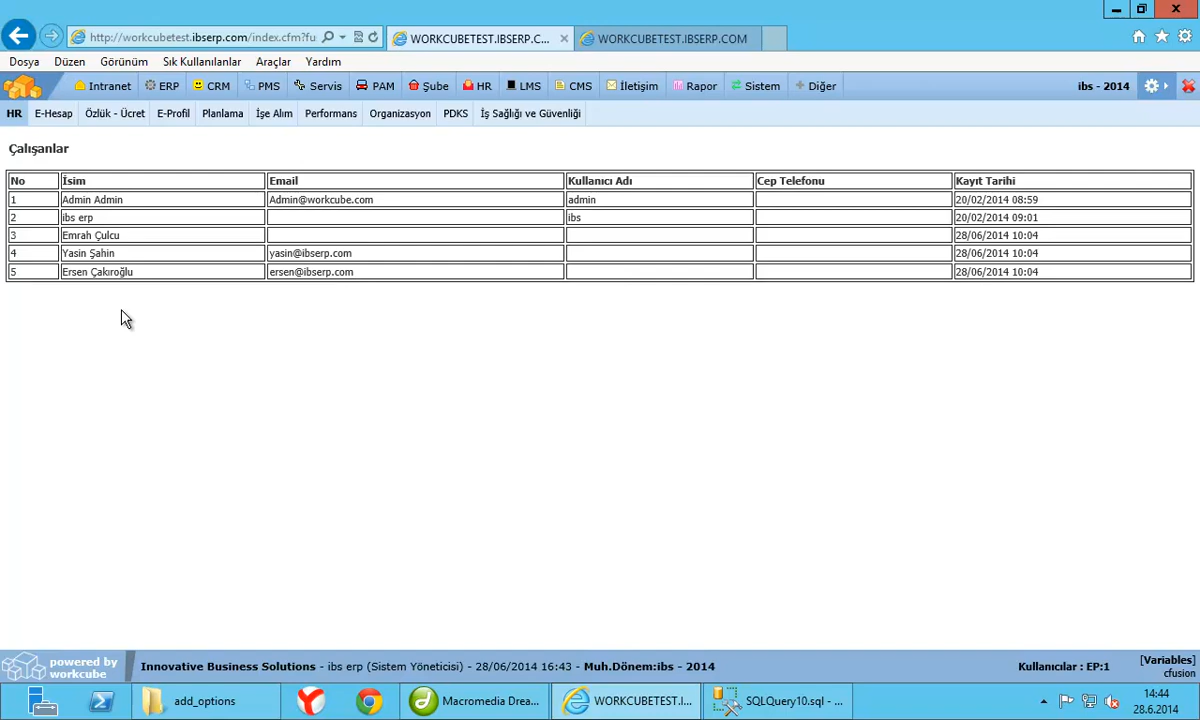 http://workcubetest.ibserp.com/index.cfm?fu
WORKCUBETEST.IBSERP.C...
WORKCUBETEST.IBSERP.COM
Dosya Düzen Görünüm Sık Kullanılanlar Araçlar Yardım
Intranet ERP CRM PMS Servis PAM Şube HR LMS CMS İletişim Rapor Sistem Diğer ibs - 2014
HR E-Hesap Özlük - Ücret E-Profil Planlama İşe Alım Performans Organizasyon PDKS İş Sağlığı ve Güvenliği
Çalışanlar
No İsim Email Kullanıcı Adı Cep Telefonu Kayıt Tarihi
1 Admin Admin Admin@workcube.com admin 20/02/2014 08:59
2 ibs erp ibs 20/02/2014 09:01
3 Emrah Çulcu 28/06/2014 10:04
4 Yasin Şahin yasin@ibserp.com 28/06/2014 10:04
5 Ersen Çakıroğlu ersen@ibserp.com 28/06/2014 10:04
powered by
workcube
Innovative Business Solutions - ibs erp (Sistem Yöneticisi) - 28/06/2014 16:43 - Muh.Dönem:ibs - 2014
Kullanıcılar : EP:1
[Variables]
cfusion
add_options
Macromedia Drea...
WORKCUBETEST.I...
SQLQuery10.sql - ...
14:44
28.6.2014